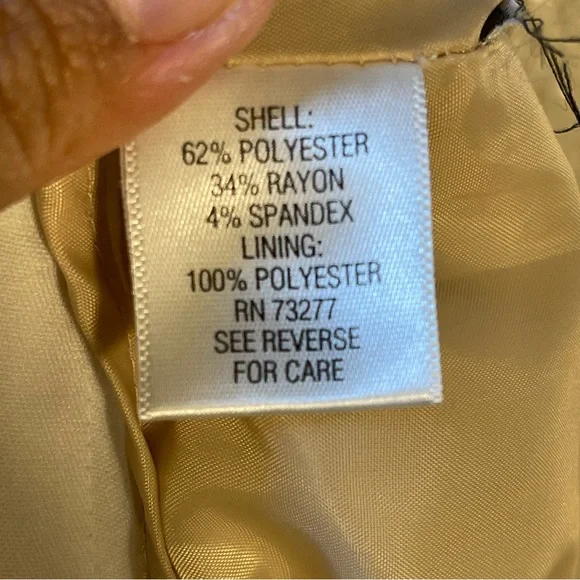 SHELL:
62% POLYESTER
34% RAYON
4% SPANDEX
LINING:
100% POLYESTER
RN 73277
SEE REVERSE
FOR CARE